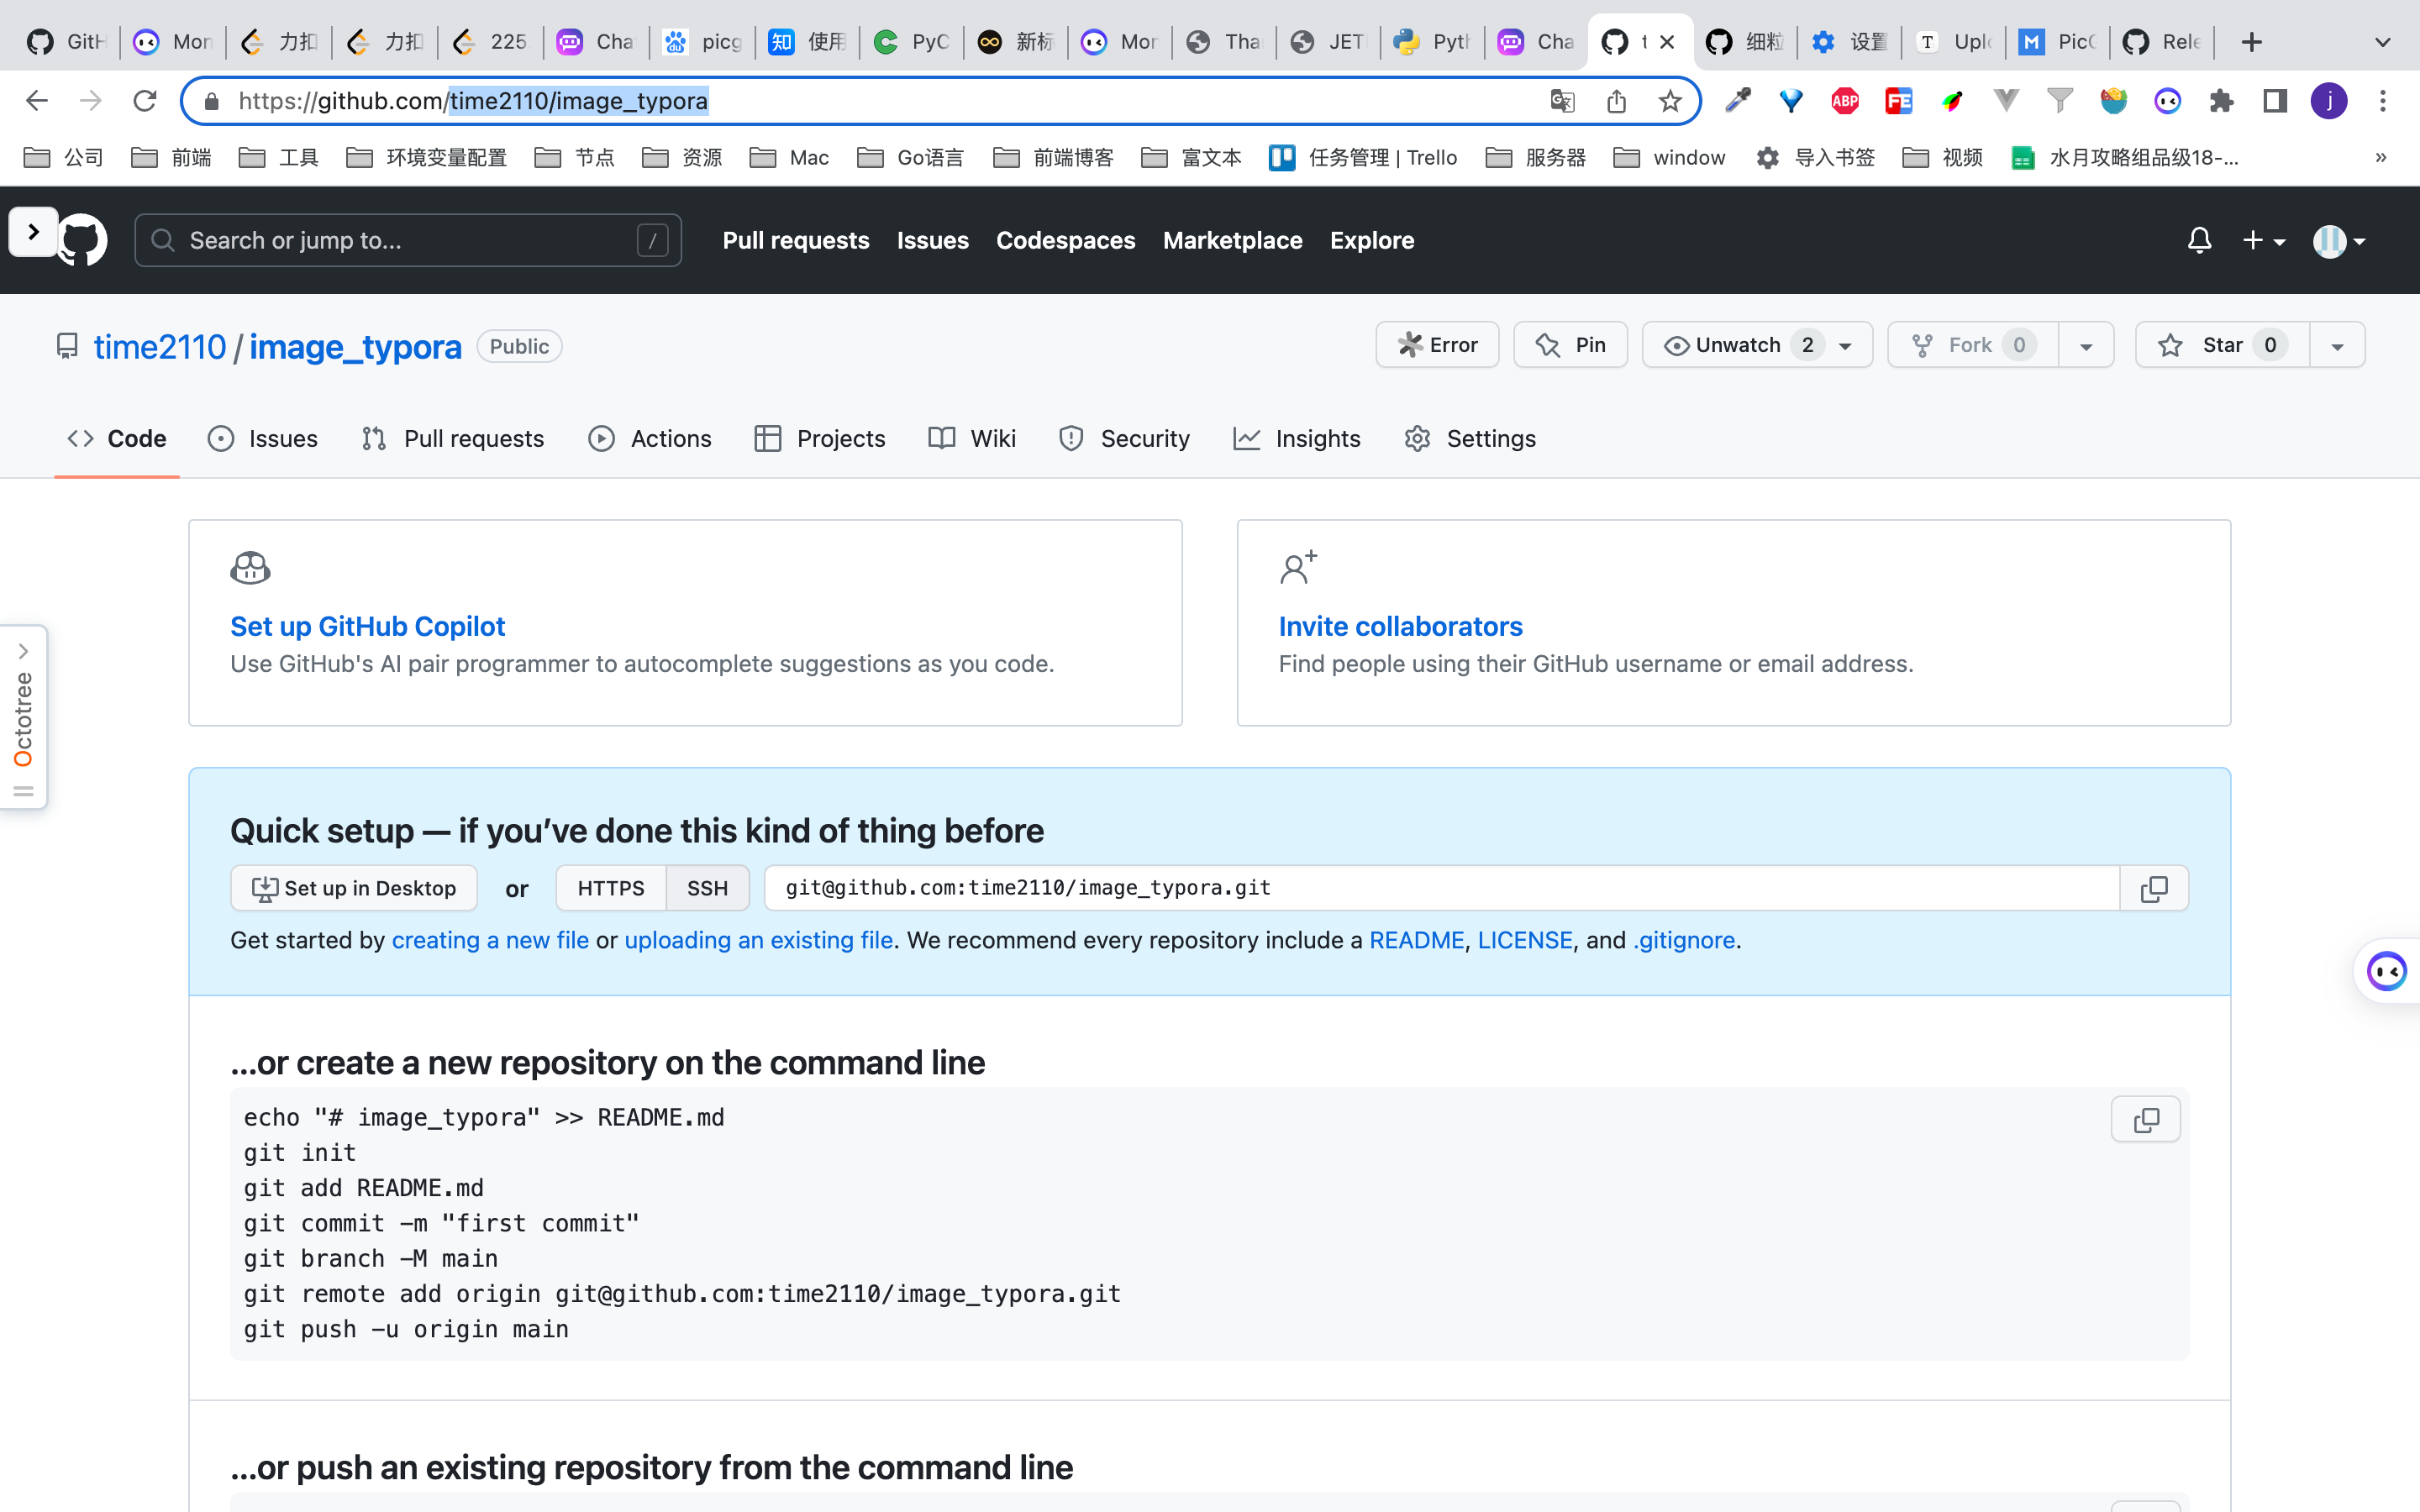 GitH Mon 力扣 力扣 225 Cha picg 使用 PyC 新标 Mor Tha JET Pyth Cha t 细粒 设置 Uplo PicG Rele
https://github.com/time2110/image_typora
公司 前端 工具 环境变量配置 节点 资源 Mac Go语言 前端博客 富文本 任务管理 | Trello 服务器 window 导入书签 视频 水月攻略组品级18-... »
Search or jump to... / Pull requests Issues Codespaces Marketplace Explore
time2110 / image_typora Public Error Pin Unwatch 2 Fork 0 Star 0
Code Issues Pull requests Actions Projects Wiki Security Insights Settings
Set up GitHub Copilot
Use GitHub's AI pair programmer to autocomplete suggestions as you code.
Invite collaborators
Find people using their GitHub username or email address.
Octotree
Quick setup — if you’ve done this kind of thing before
Set up in Desktop or HTTPS SSH git@github.com:time2110/image_typora.git
Get started by creating a new file or uploading an existing file. We recommend every repository include a README, LICENSE, and .gitignore.
…or create a new repository on the command line
echo "# image_typora" >> README.md
git init
git add README.md
git commit -m "first commit"
git branch -M main
git remote add origin git@github.com:time2110/image_typora.git
git push -u origin main
…or push an existing repository from the command line